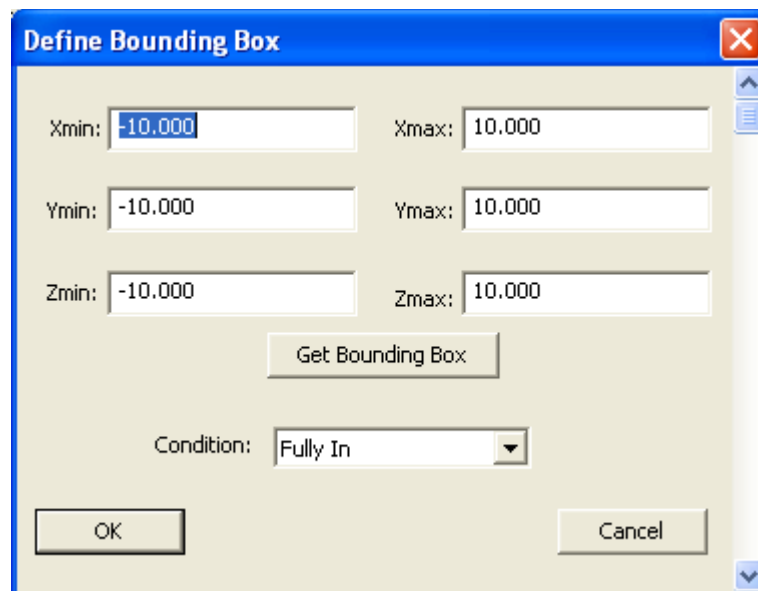 Define Bounding Box
Xmin: -10.000 Xmax: 10.000
Ymin: -10.000 Ymax: 10.000
Zmin: -10.000 Zmax: 10.000
Get Bounding Box
Condition: Fully In
OK Cancel